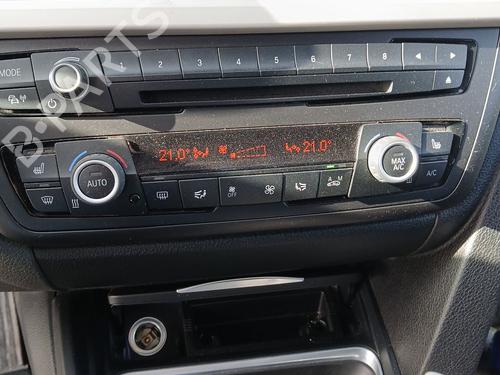 MODE 1 2 3 4 5 6 7 8
21.0° 21.0°
AUTO
MAX
A/C
OFF
A M
A/C
B-PARTS